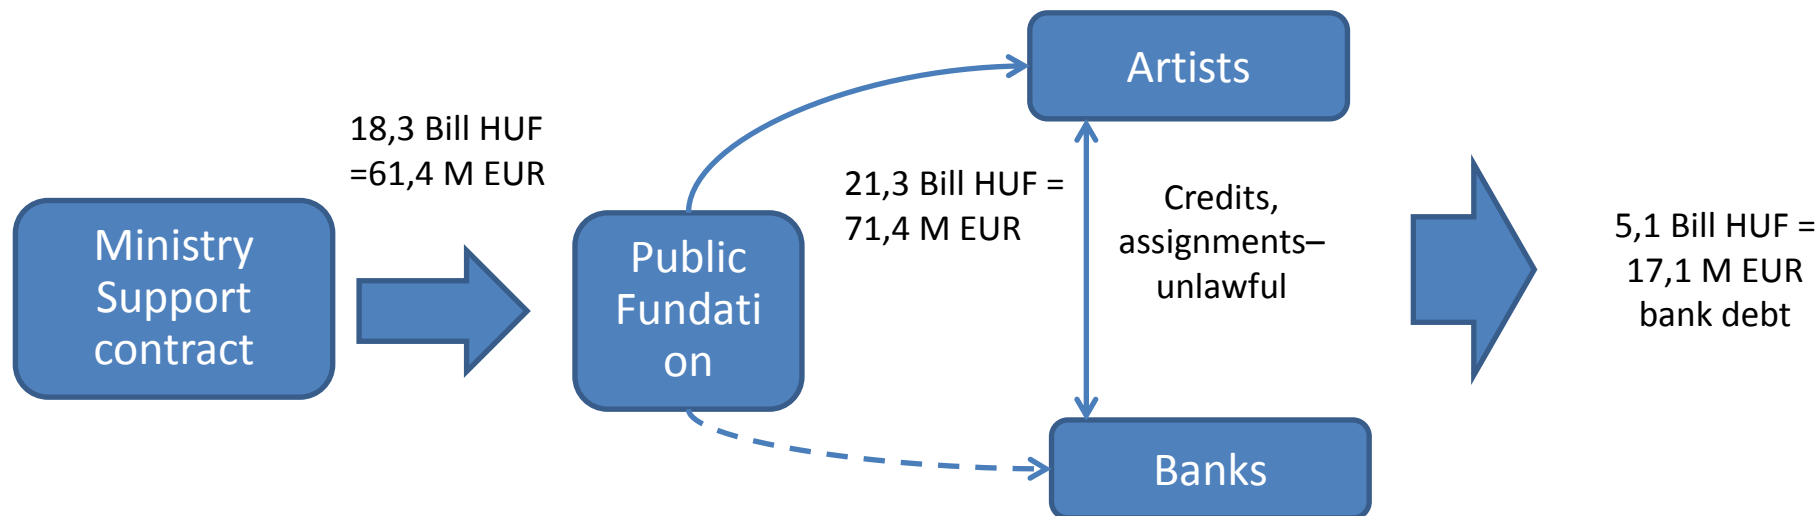 Ministry
Support
contract
18,3 Bill HUF
=61,4 M EUR
Public
Fundati
on
21,3 Bill HUF =
71,4 M EUR
Artists
Credits,
assignments–
unlawful
Banks
5,1 Bill HUF =
17,1 M EUR
bank debt